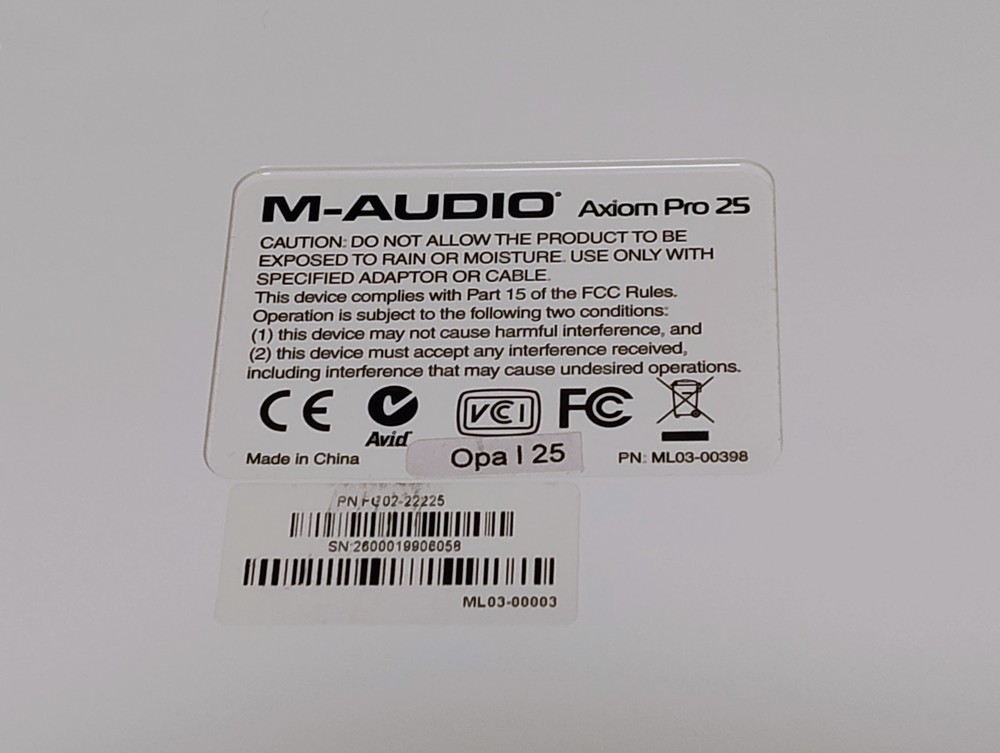 M-AUDIO Axiom Pro 25
CAUTION: DO NOT ALLOW THE PRODUCT TO BE
EXPOSED TO RAIN OR MOISTURE. USE ONLY WITH
SPECIFIED ADAPTOR OR CABLE.
This device complies with Part 15 of the FCC Rules.
Operation is subject to the following two conditions:
(1) this device may not cause harmful interference, and
(2) this device must accept any interference received,
including interference that may cause undesired operations.
CE VCI FC
Avid
Made in China Opa I 25 PN: ML03-00398
PN FG02-22225
SN:2600019906058
ML03-00003